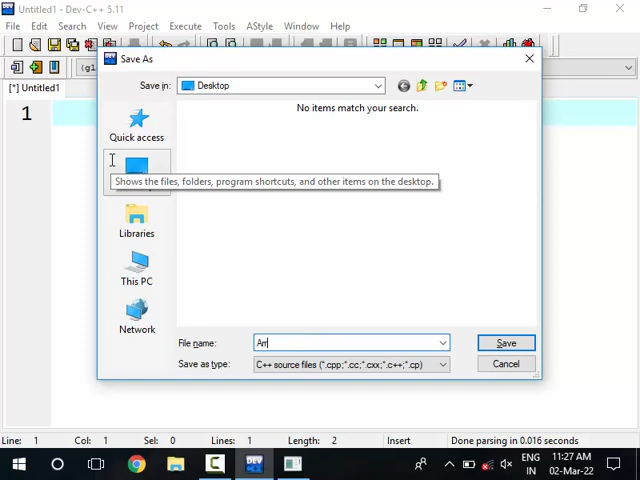 Untitled1 - Dev-C++ 5.11
File Edit Search View Project Execute Tools AStyle Window Help
(gl
[*] Untitled1
1
Save As
Save in: Desktop
No items match your search.
Quick access
Shows the files, folders, program shortcuts, and other items on the desktop.
Libraries
This PC
Network
File name: Arr Save
Save as type: C++ source files (*.cpp;*.cc;*.cxx;*.c++;*.cp) Cancel
Line: 1 Col: 1 Sel: 0 Lines: 1 Length: 2 Insert Done parsing in 0.016 seconds
ENG 11:27 AM
IN 02-Mar-22